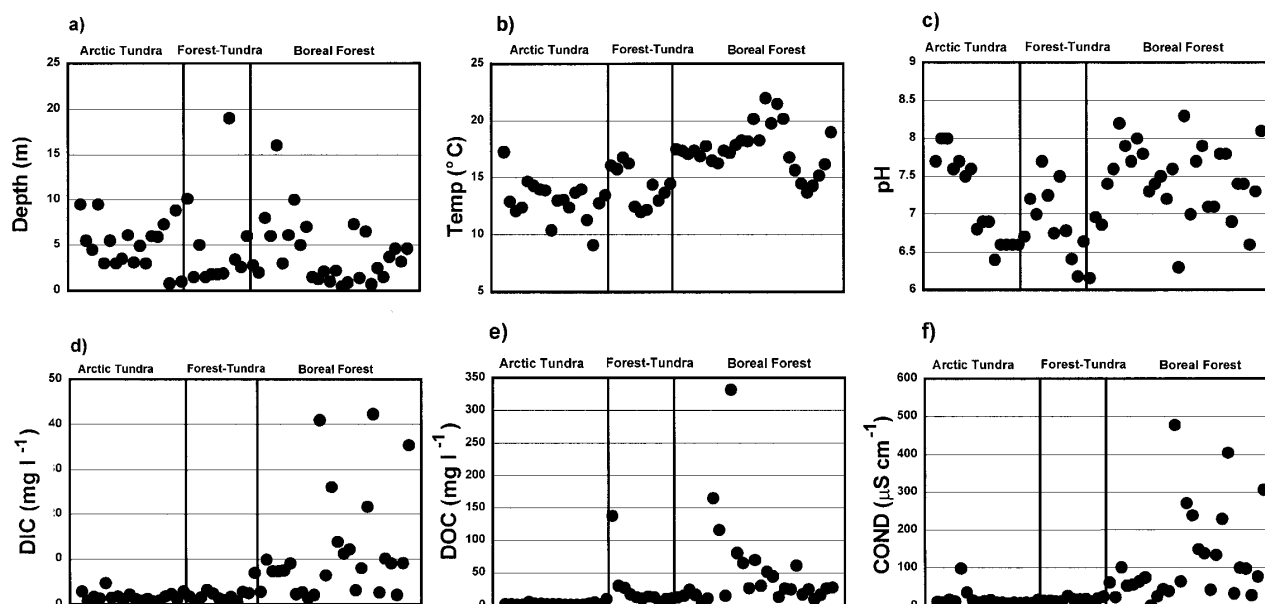 a)
Arctic Tundra Forest-Tundra Boreal Forest
25
20
15
10
5
0
Depth (m)
b)
Arctic Tundra Forest-Tundra Boreal Forest
25
20
15
10
5
Temp (°C)
c)
Arctic Tundra Forest-Tundra Boreal Forest
9
8.5
8
7.5
7
6.5
6
pH
d)
Arctic Tundra Forest-Tundra Boreal Forest
50
40
30
20
0
0
DIC (mg l⁻¹)
e)
Arctic Tundra Forest-Tundra Boreal Forest
350
300
250
200
150
100
50
0
DOC (mg l⁻¹)
f)
Arctic Tundra Forest-Tundra Boreal Forest
600
500
400
300
200
100
0
COND (µS cm⁻¹)